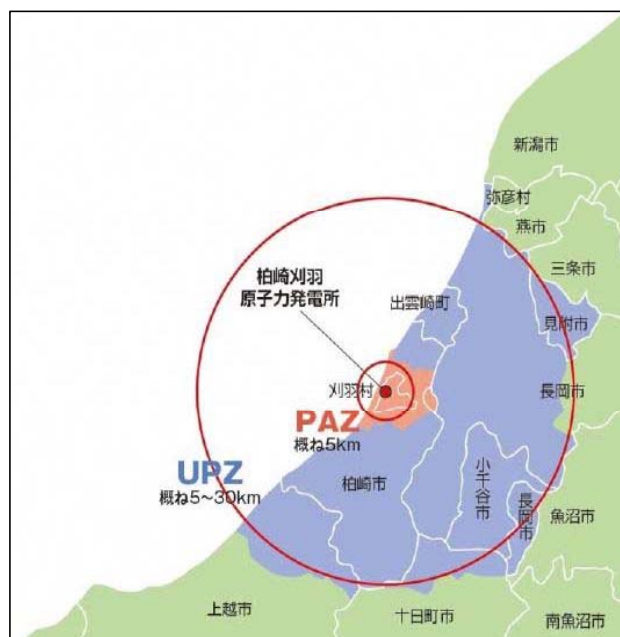 新潟市
弥彦村
燕市
三条市
柏崎刈羽
原子力発電所
出雲崎町
見附市
刈羽村
長岡市
PAZ
概ね5km
UPZ
概ね5～30km
柏崎市
小千谷市
長岡市
魚沼市
上越市
十日町市
南魚沼市